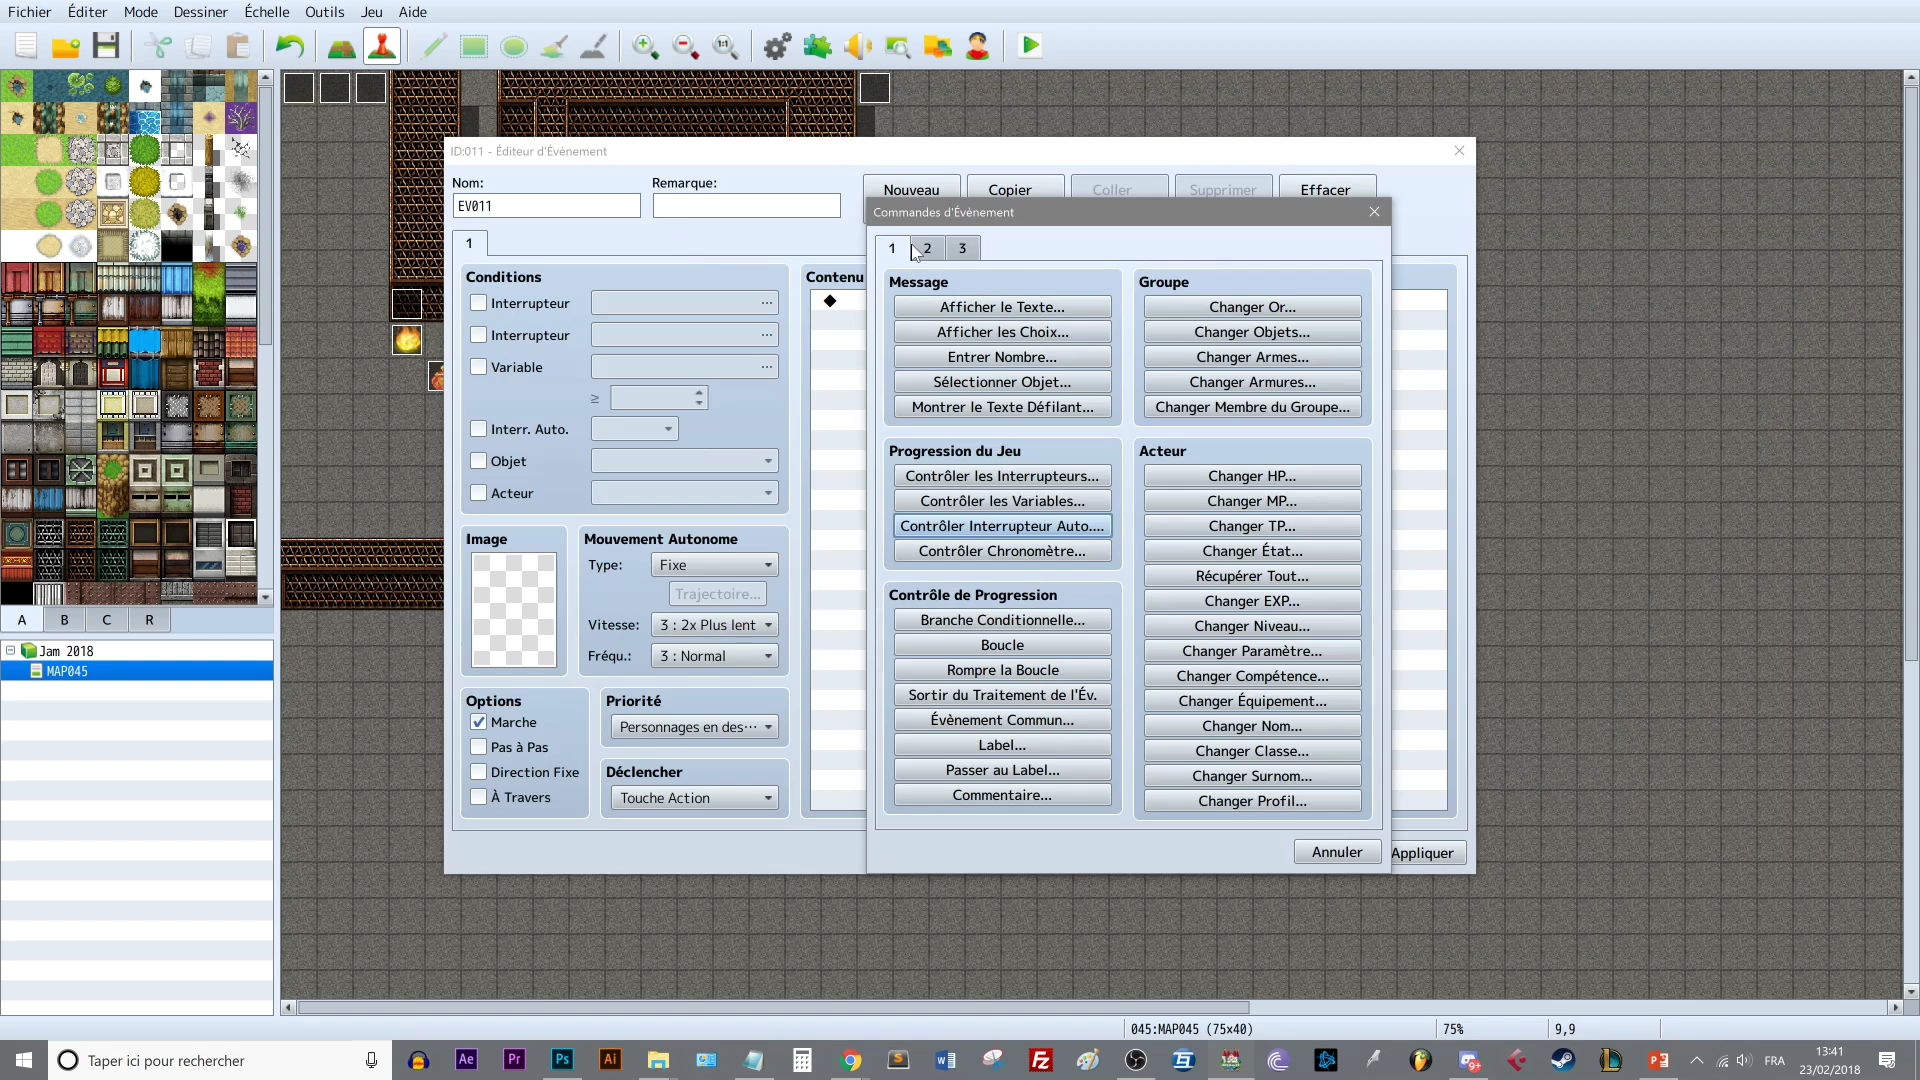 Fichier Éditer Mode Dessiner Échelle Outils Jeu Aide
ID:011 - Éditeur d'Évènement
Nom:
Remarque:
EV011
Nouveau
Copier
Coller
Supprimer
Effacer
1
Conditions
Interrupteur
...
Interrupteur
...
Variable
...
≥
Interr. Auto.
Objet
Acteur
Image
Mouvement Autonome
Type:
Fixe
Trajectoire...
Vitesse:
3 : 2x Plus lent
Fréqu.:
3 : Normal
Options
Marche
Pas à Pas
Direction Fixe
À Travers
Priorité
Personnages en des...
Déclencher
Touche Action
Contenu
Commandes d'Évènement
1 2 3
Message
Afficher le Texte...
Afficher les Choix...
Entrer Nombre...
Sélectionner Objet...
Montrer le Texte Défilant...
Progression du Jeu
Contrôler les Interrupteurs...
Contrôler les Variables...
Contrôler Interrupteur Auto....
Contrôler Chronomètre...
Contrôle de Progression
Branche Conditionnelle...
Boucle
Rompre la Boucle
Sortir du Traitement de l'Év.
Évènement Commun...
Label...
Passer au Label...
Commentaire...
Groupe
Changer Or...
Changer Objets...
Changer Armes...
Changer Armures...
Changer Membre du Groupe...
Acteur
Changer HP...
Changer MP...
Changer TP...
Changer État...
Récupérer Tout...
Changer EXP...
Changer Niveau...
Changer Paramètre...
Changer Compétence...
Changer Équipement...
Changer Nom...
Changer Classe...
Changer Surnom...
Changer Profil...
Annuler
Appliquer
A B C R
Jam 2018
MAP045
045:MAP045 (75x40)
75%
9,9
Taper ici pour rechercher
Ae
Pr
Ps
Ai
FRA
13:41
23/02/2018